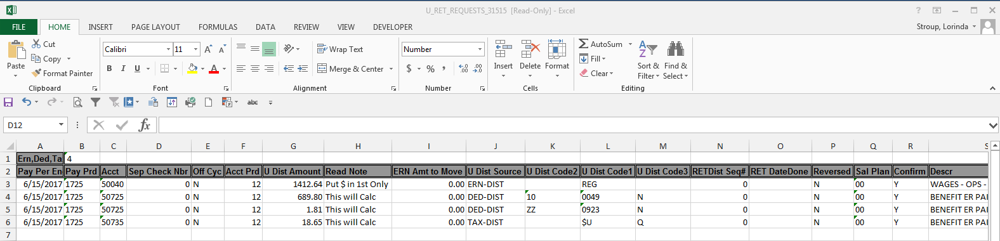 U_RET_REQUESTS_31515 [Read-Only] - Excel
FILE HOME INSERT PAGE LAYOUT FORMULAS DATA REVIEW VIEW DEVELOPER Stroup, Lorinda
Cut
Copy
Format Painter
Paste
Clipboard
Calibri 11
B I U
Font
Wrap Text
Merge & Center
Alignment
Number
$ % ,
Number
Insert Delete Format
Cells
AutoSum
Fill
Clear
Sort & Filter
Find & Select
Editing
abc
D12 fx
A B C D E F G H I J K L M N O P Q R S
1 Ern,Ded,Ta 4
2 Pay Per En Pay Prd Acct Sep Check Nbr Off Cyc Acct Prd U Dist Amount Read Note ERN Amt to Move U Dist Source U Dist Code2 U Dist Code1 U Dist Code3 RETDist Seq# RET DateDone Reversed Sal Plan Confirm Descr
3 6/15/2017 1725 50040 0 N 12 1412.64 Put $ in 1st Only 0.00 ERN-DIST REG 0 N 00 Y WAGES - OPS -
4 6/15/2017 1725 50725 0 N 12 689.80 This will Calc 0.00 DED-DIST 10 0049 N 0 N 00 Y BENEFIT ER PAI
5 6/15/2017 1725 50725 0 N 12 1.81 This will Calc 0.00 DED-DIST ZZ 0923 N 0 N 00 Y BENEFIT ER PAI
6 6/15/2017 1725 50735 0 N 12 18.65 This will Calc 0.00 TAX-DIST $U Q 0 N 00 Y BENEFIT ER PAI
7